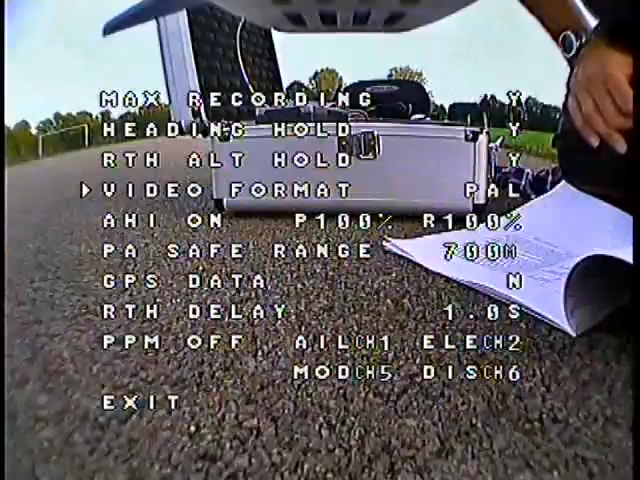 MAX RECORDING Y
HEADING HOLD Y
RTH ALT HOLD Y
VIDEO FORMAT PAL
AHI ON P100% R100%
PA SAFE RANGE 700M
GPS DATA N
RTH DELAY 1.0S
PPM OFF AILCH1 ELECH2
MODCH5 DISCH6
EXIT